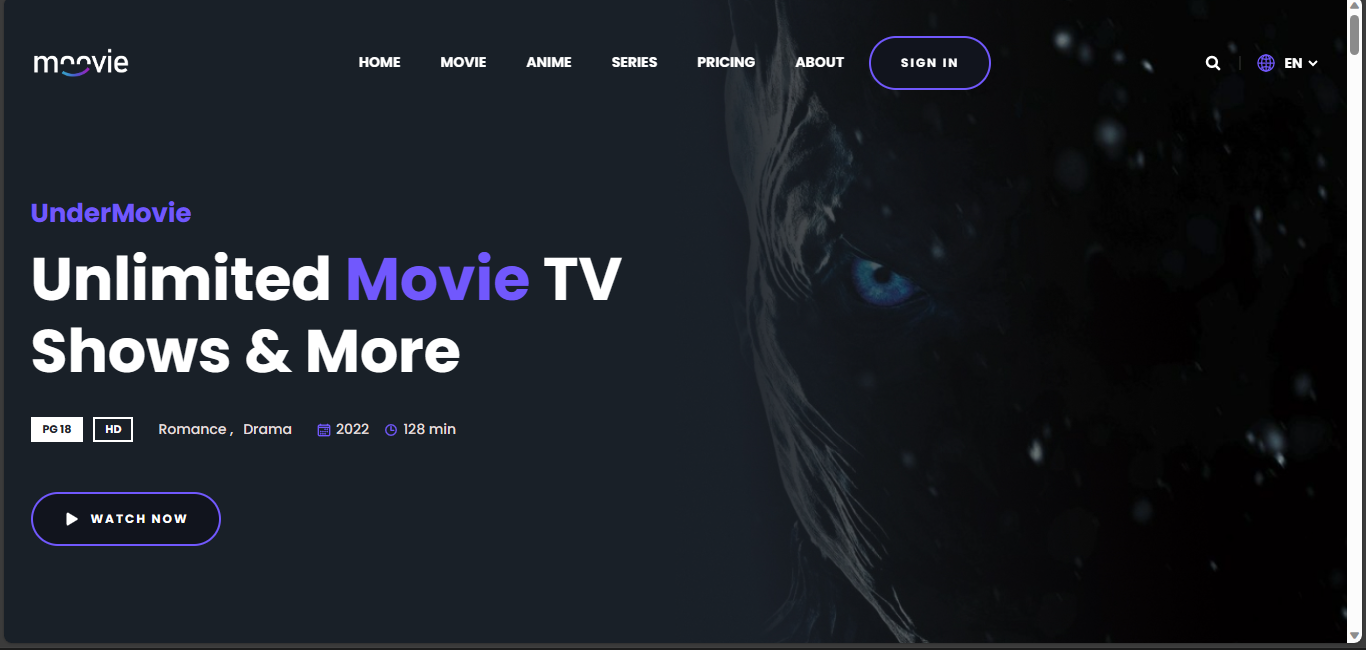 moovie HOME MOVIE ANIME SERIES PRICING ABOUT SIGN IN EN
UnderMovie
Unlimited Movie TV
Shows & More
PG 18 HD Romance , Drama 2022 128 min
WATCH NOW